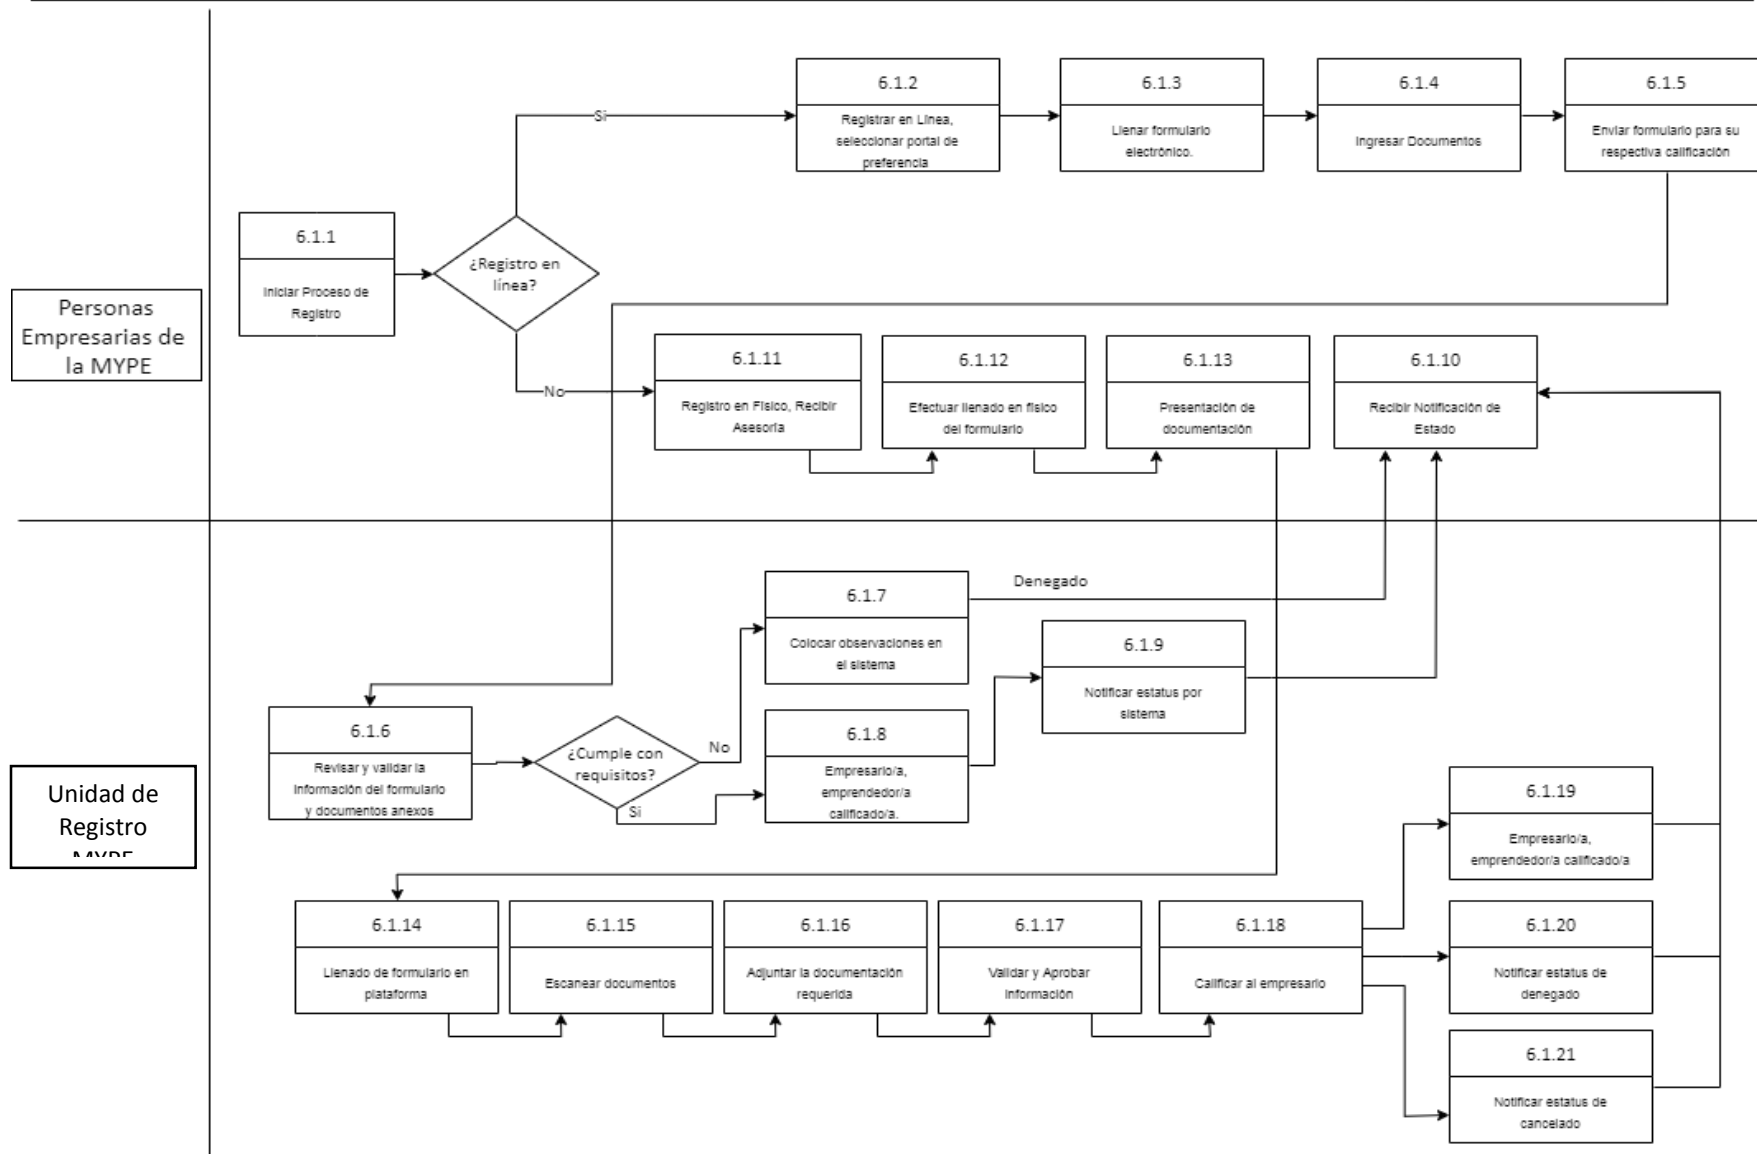 6.1.2
Registrar en Línea,
seleccionar portal de
preferencia
6.1.3
Llenar formulario
electrónico.
6.1.4
Ingresar Documentos
6.1.5
Enviar formulario para su
respectiva calificación
Si
6.1.1
Iniciar Proceso de
Registro
¿Registro en
línea?
Personas
Empresarias de
la MYPE
No
6.1.11
Registro en Físico, Recibir
Asesoría
6.1.12
Efectuar llenado en físico
del formulario
6.1.13
Presentación de
documentación
6.1.10
Recibir Notificación de
Estado
6.1.7
Colocar observaciones en
el sistema
Denegado
6.1.9
Notificar estatus por
sistema
6.1.6
Revisar y validar la
información del formulario
y documentos anexos
¿Cumple con
requisitos?
No
Si
6.1.8
Empresario/a,
emprendedor/a
calificado/a.
Unidad de
Registro
MYPE
6.1.19
Empresario/a,
emprendedor/a calificado/a
6.1.14
Llenado de formulario en
plataforma
6.1.15
Escanear documentos
6.1.16
Adjuntar la documentación
requerida
6.1.17
Validar y Aprobar
información
6.1.18
Calificar al empresario
6.1.20
Notificar estatus de
denegado
6.1.21
Notificar estatus de
cancelado